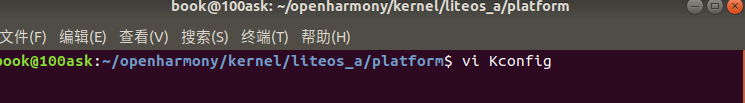 book@100ask: ~/openharmony/kernel/liteos_a/platform
文件(F) 编辑(E) 查看(V) 搜索(S) 终端(T) 帮助(H)
book@100ask:~/openharmony/kernel/liteos_a/platform$ vi Kconfig